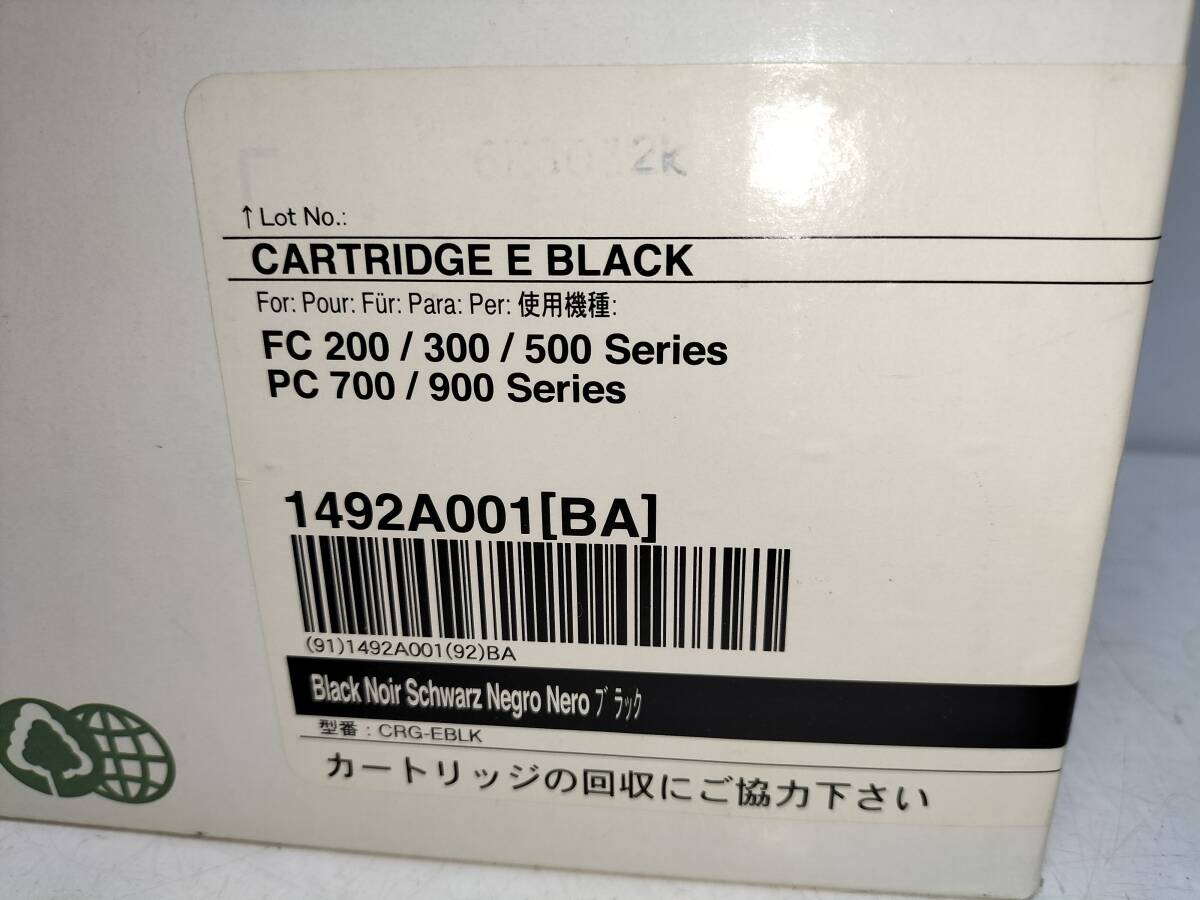 ↑Lot No.:
CARTRIDGE E BLACK
For: Pour: Für: Para: Per: 使用機種:
FC 200 / 300 / 500 Series
PC 700 / 900 Series
1492A001[BA]
(91)1492A001(92)BA
Black Noir Schwarz Negro Nero ブラック
型番 : CRG-EBLK
カートリッジの回収にご協力下さい